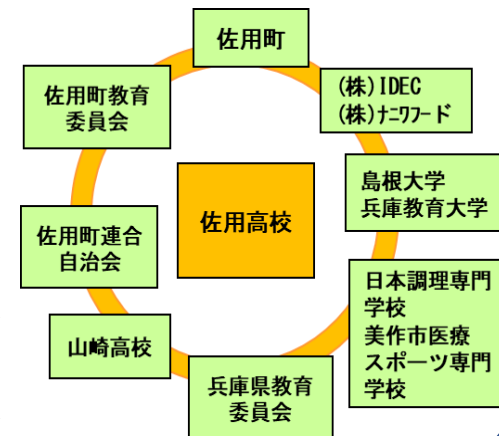 佐用町
(株)IDEC
(株)ﾅﾆﾜﾌｰﾄﾞ
島根大学
兵庫教育大学
日本調理専門
学校
美作市医療
スポーツ専門
学校
兵庫県教育
委員会
山崎高校
佐用町連合
自治会
佐用町教育
委員会
佐用高校